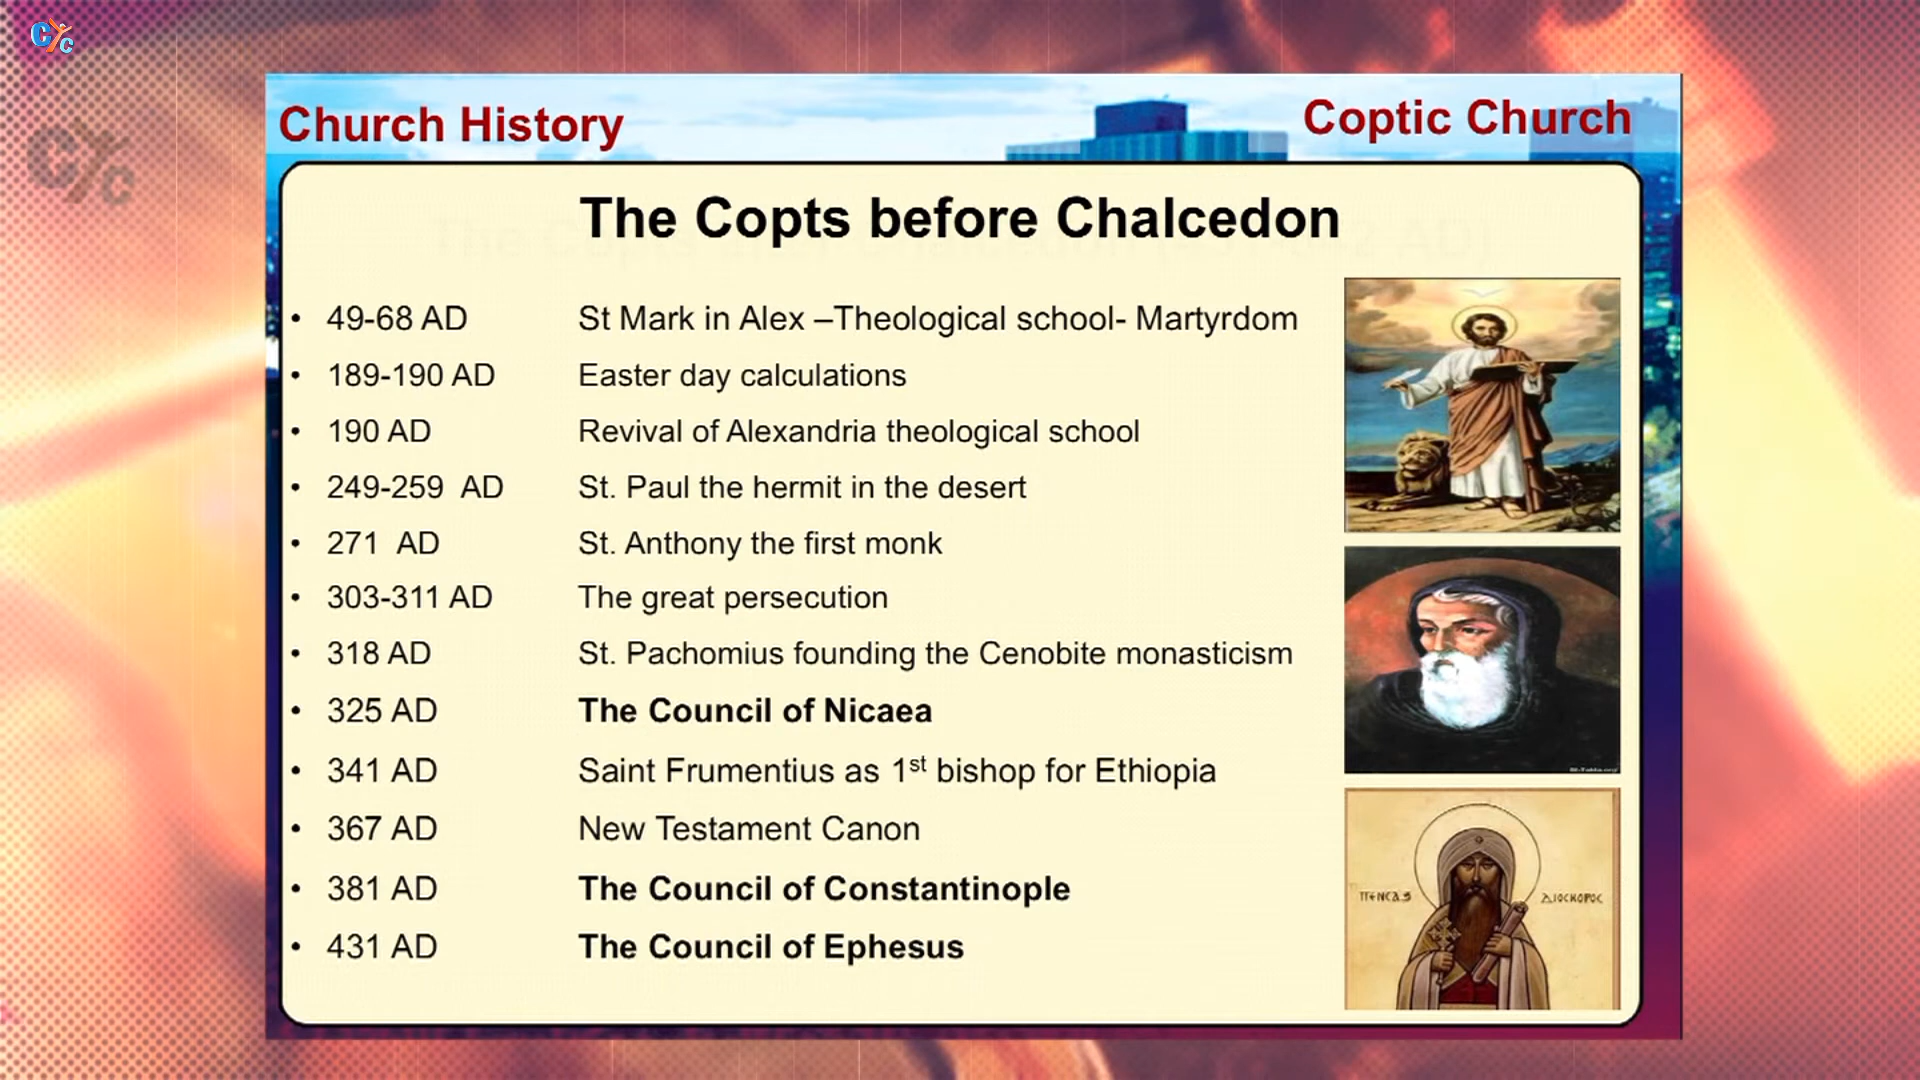 CYC
CYC
Church History
Coptic Church
The Copts before Chalcedon
• 49-68 AD St Mark in Alex –Theological school- Martyrdom
• 189-190 AD Easter day calculations
• 190 AD Revival of Alexandria theological school
• 249-259 AD St. Paul the hermit in the desert
• 271 AD St. Anthony the first monk
• 303-311 AD The great persecution
• 318 AD St. Pachomius founding the Cenobite monasticism
• 325 AD The Council of Nicaea
• 341 AD Saint Frumentius as 1st bishop for Ethiopia
• 367 AD New Testament Canon
• 381 AD The Council of Constantinople
• 431 AD The Council of Ephesus
ⲆⲒⲞⲤⲔⲞⲢⲞⲤ